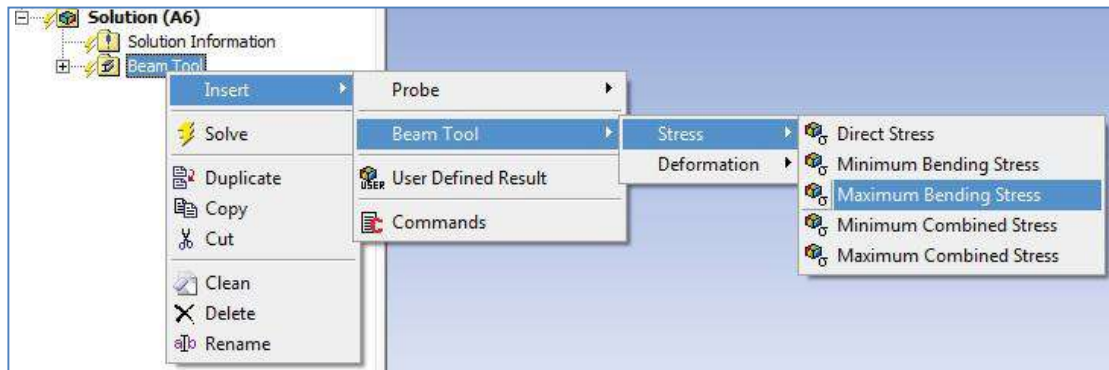 Solution (A6)
Solution Information
Beam Tool
Insert
Solve
Duplicate
Copy
Cut
Clean
Delete
Rename
Probe
Beam Tool
USER User Defined Result
Commands
Stress
Deformation
Direct Stress
Minimum Bending Stress
Maximum Bending Stress
Minimum Combined Stress
Maximum Combined Stress